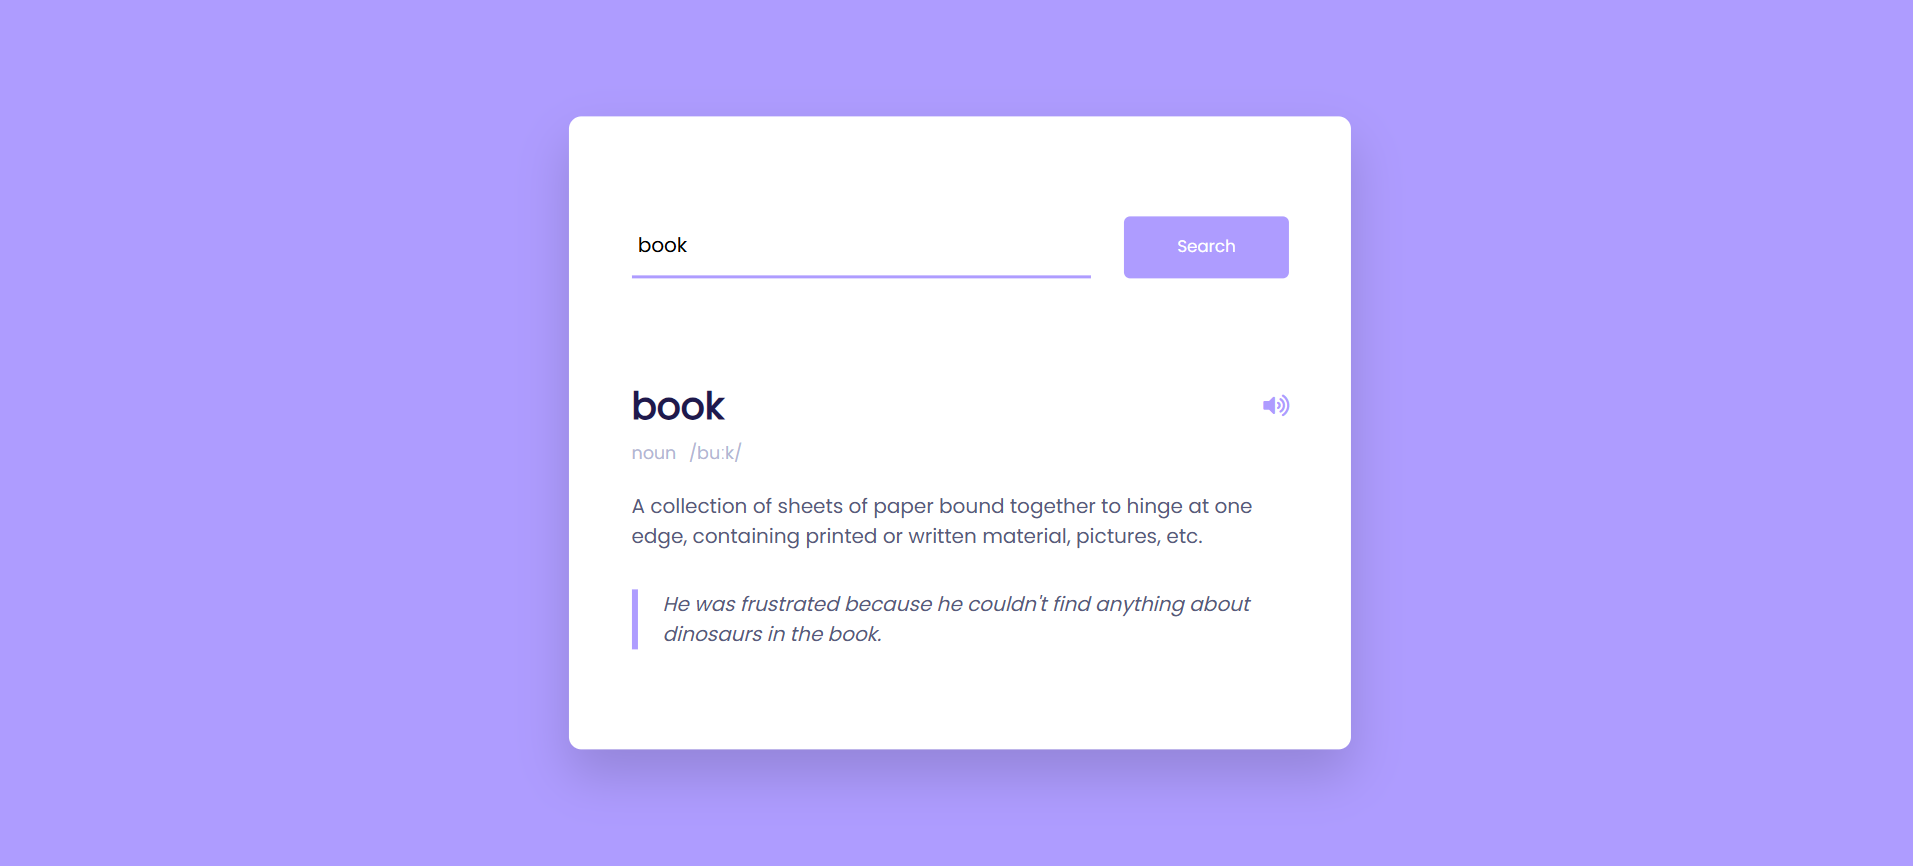 book
Search
book
noun /buːk/
A collection of sheets of paper bound together to hinge at one
edge, containing printed or written material, pictures, etc.
He was frustrated because he couldn't find anything about
dinosaurs in the book.